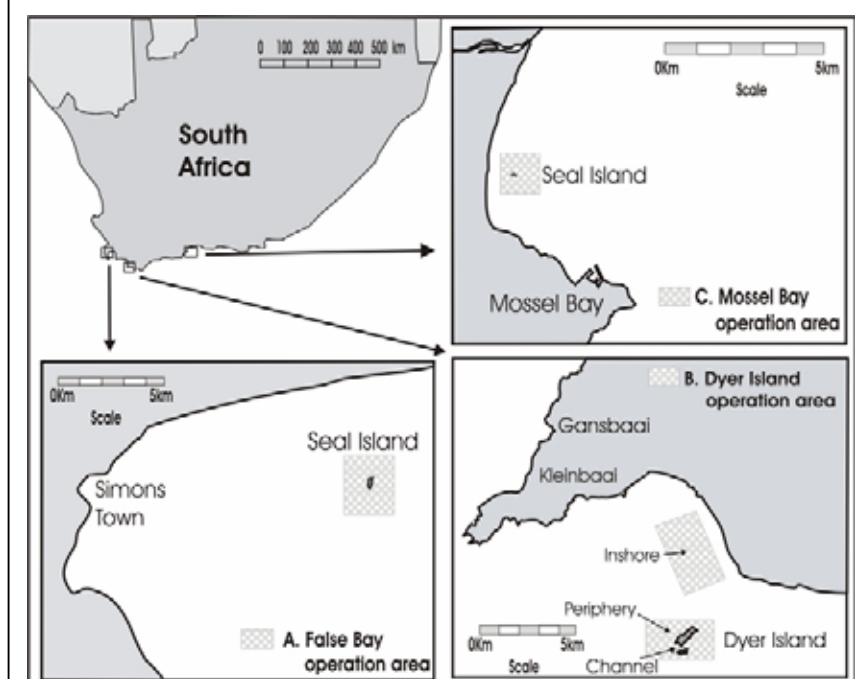 0 100 200 300 400 500 km
South
Africa
0Km 5km
Scale
Seal Island
Mossel Bay
C. Mossel Bay
operation area
0Km 5km
Scale
Seal Island
Simons
Town
A. False Bay
operation area
B. Dyer Island
operation area
Gansbaai
Kleinbaai
Inshore
Periphery
0Km 5km
Dyer Island
Scale
Channel